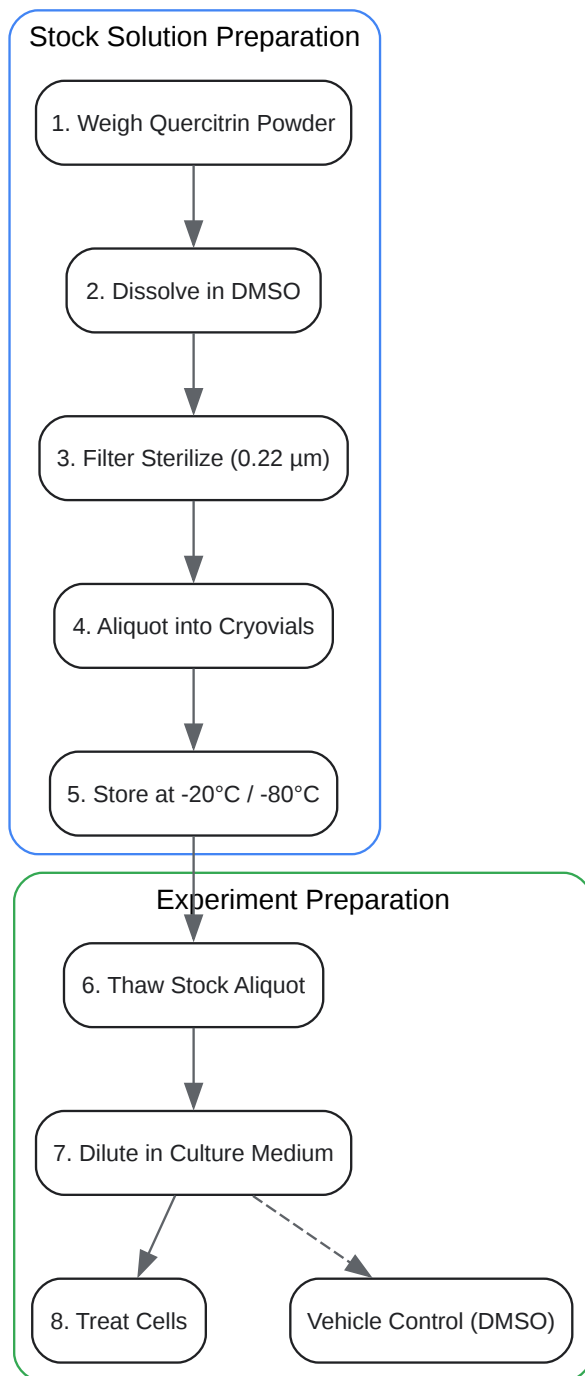 Stock Solution Preparation
1. Weigh Quercitrin Powder
2. Dissolve in DMSO
3. Filter Sterilize (0.22 µm)
4. Aliquot into Cryovials
5. Store at -20°C / -80°C
Experiment Preparation
6. Thaw Stock Aliquot
7. Dilute in Culture Medium
8. Treat Cells
Vehicle Control (DMSO)